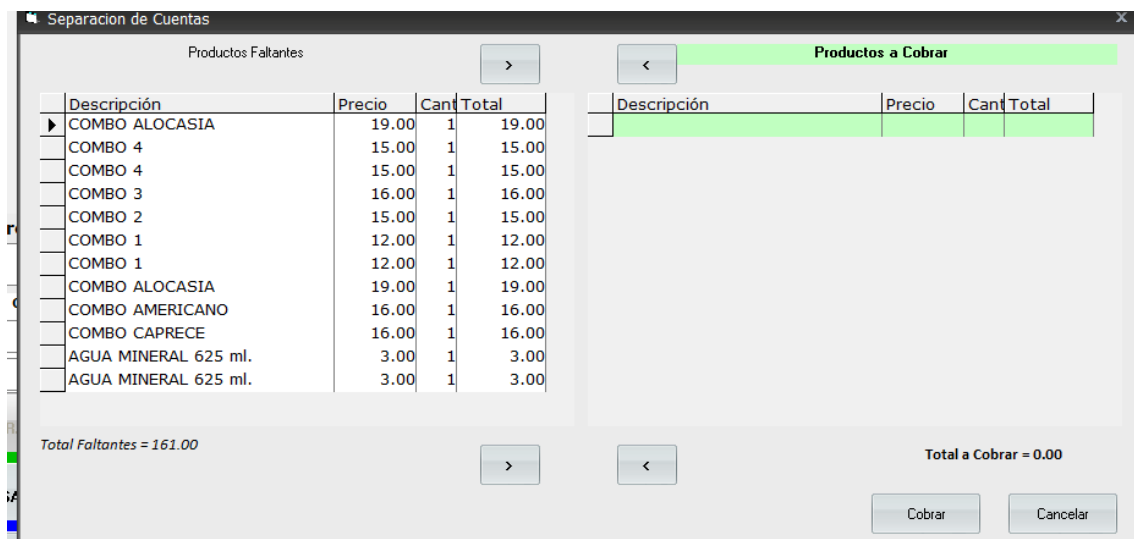 Separacion de Cuentas x
Productos Faltantes > < Productos a Cobrar
Descripción Precio Cant Total Descripción Precio Cant Total
COMBO ALOCASIA 19.00 1 19.00
COMBO 4 15.00 1 15.00
COMBO 4 15.00 1 15.00
COMBO 3 16.00 1 16.00
COMBO 2 15.00 1 15.00
COMBO 1 12.00 1 12.00
COMBO 1 12.00 1 12.00
COMBO ALOCASIA 19.00 1 19.00
COMBO AMERICANO 16.00 1 16.00
COMBO CAPRECE 16.00 1 16.00
AGUA MINERAL 625 ml. 3.00 1 3.00
AGUA MINERAL 625 ml. 3.00 1 3.00
Total Faltantes = 161.00 > < Total a Cobrar = 0.00
Cobrar Cancelar